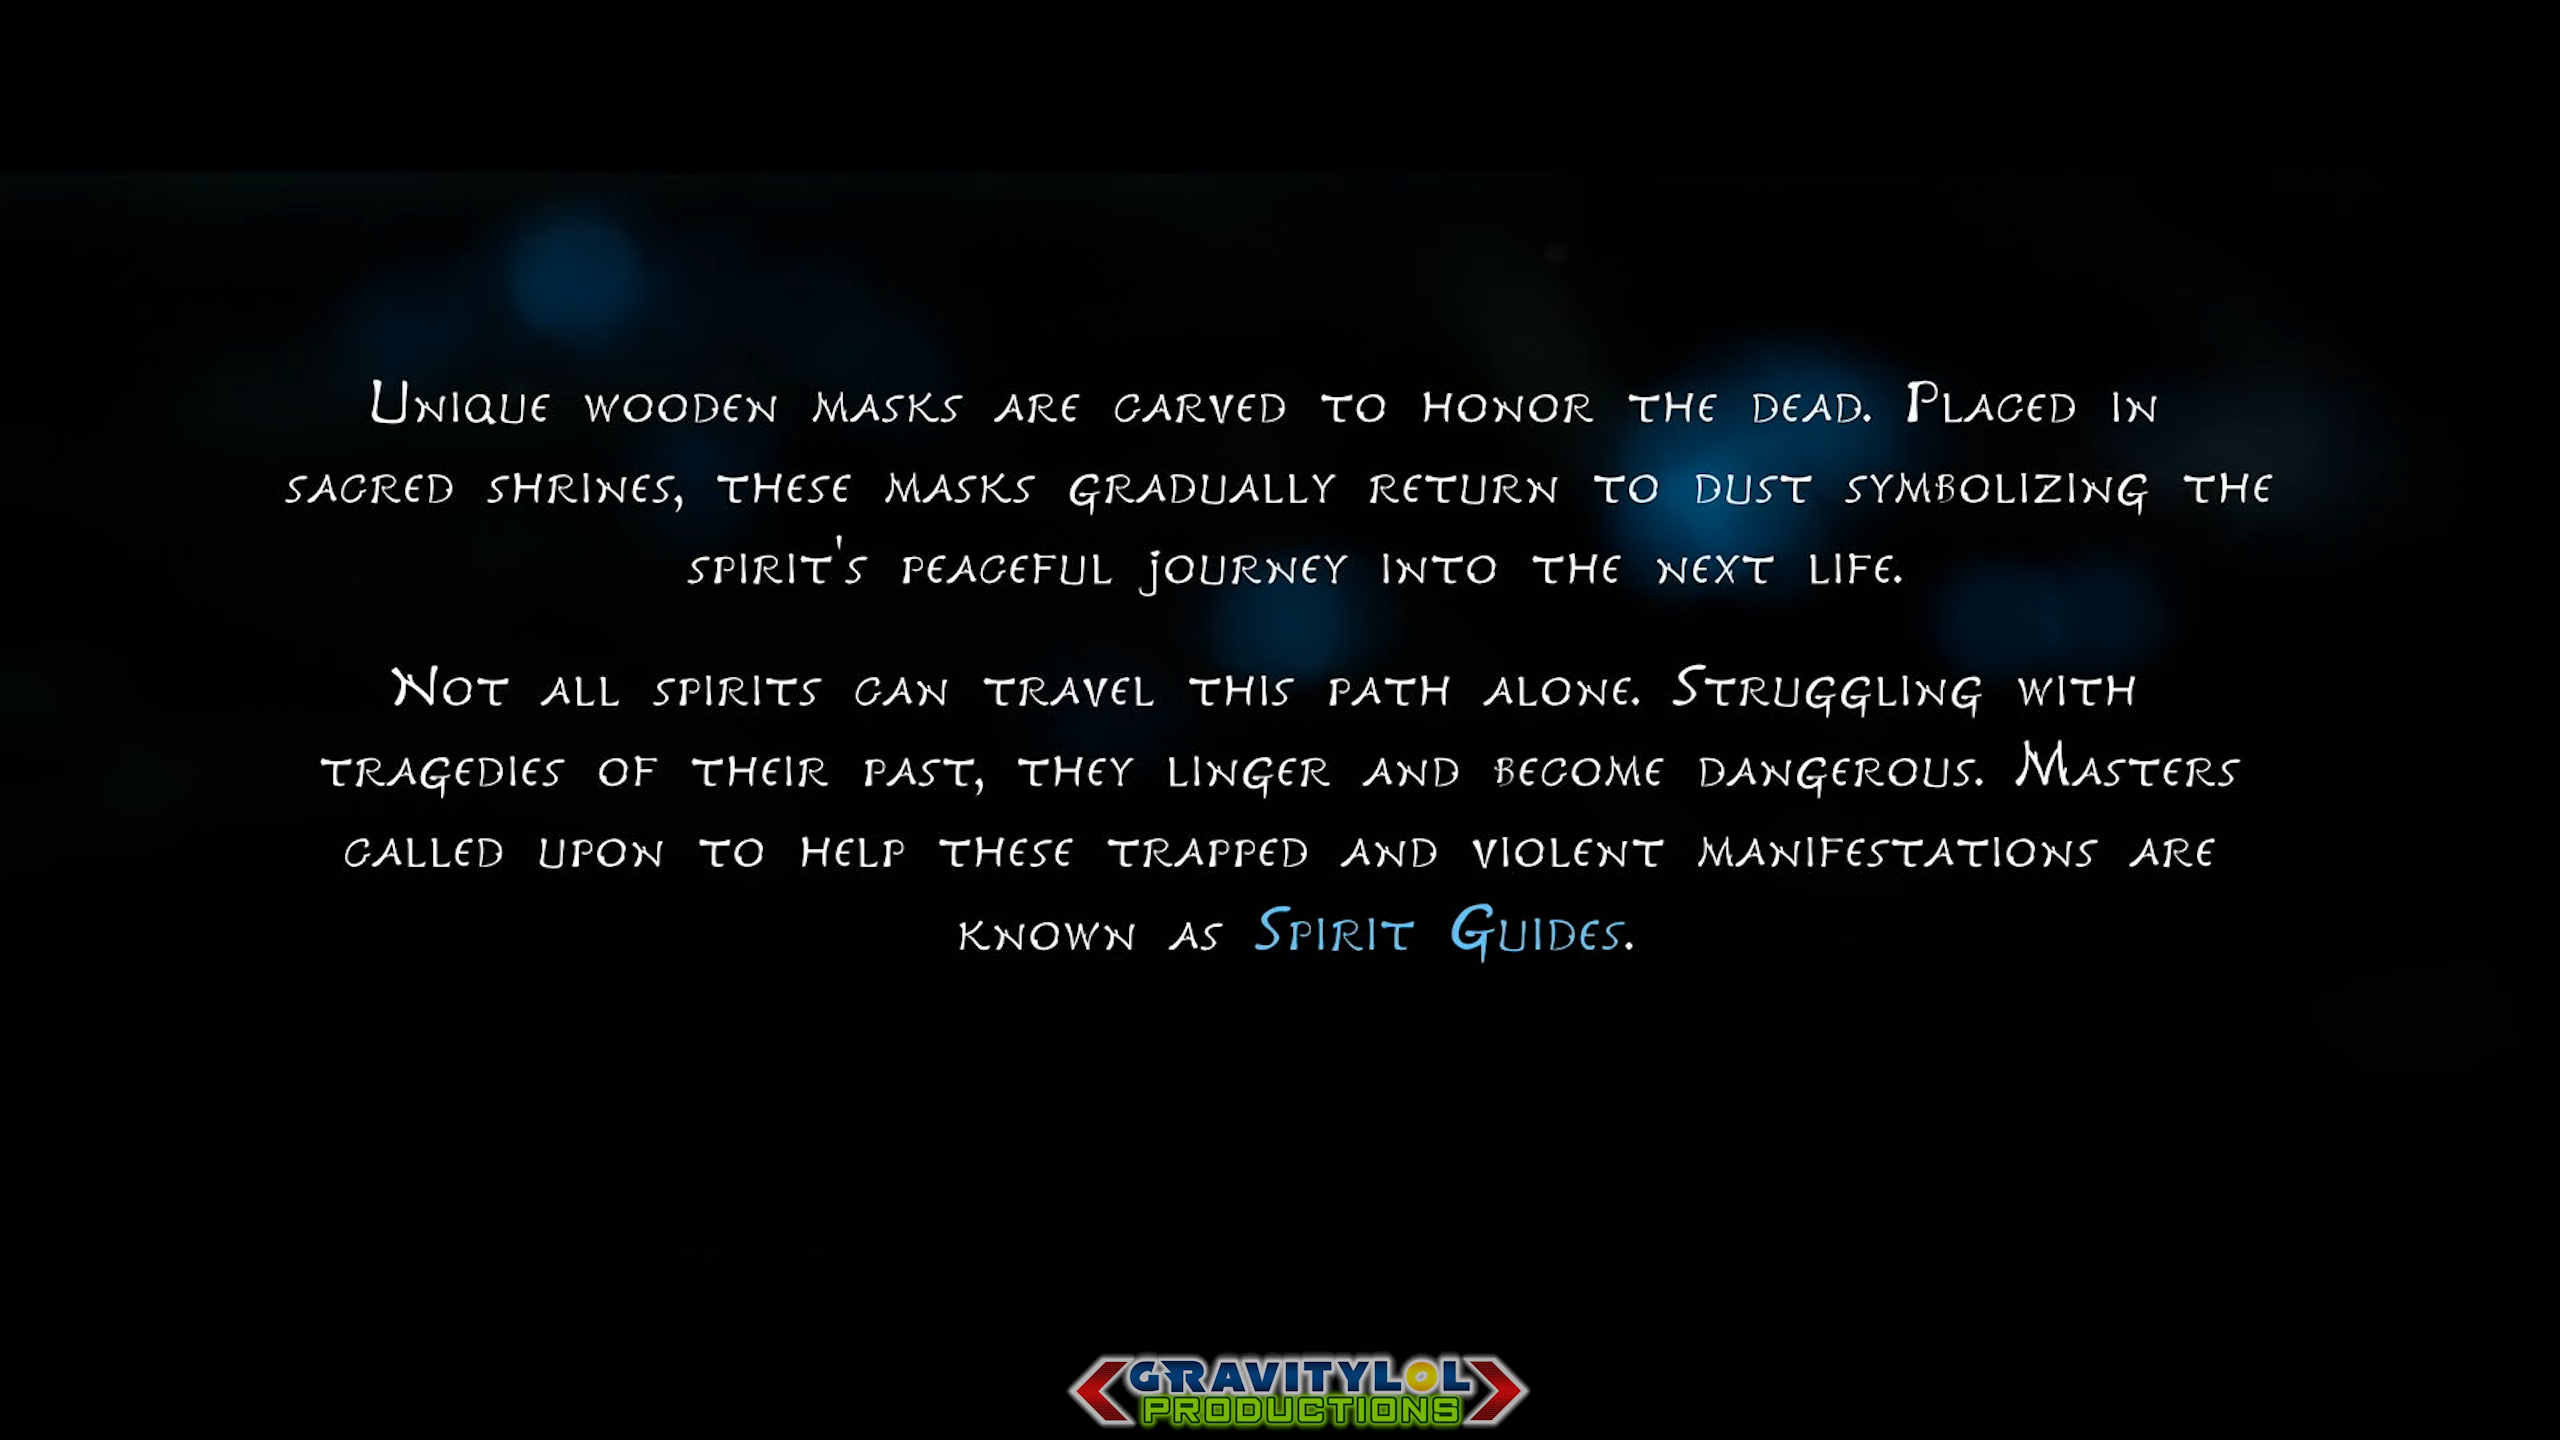 Unique wooden masks are carved to honor the dead. Placed in
sacred shrines, these masks gradually return to dust symbolizing the
spirit's peaceful journey into the next life.
Not all spirits can travel this path alone. Struggling with
tragedies of their past, they linger and become dangerous. Masters
called upon to help these trapped and violent manifestations are
known as Spirit Guides.
GRAVITYLOL
PRODUCTIONS